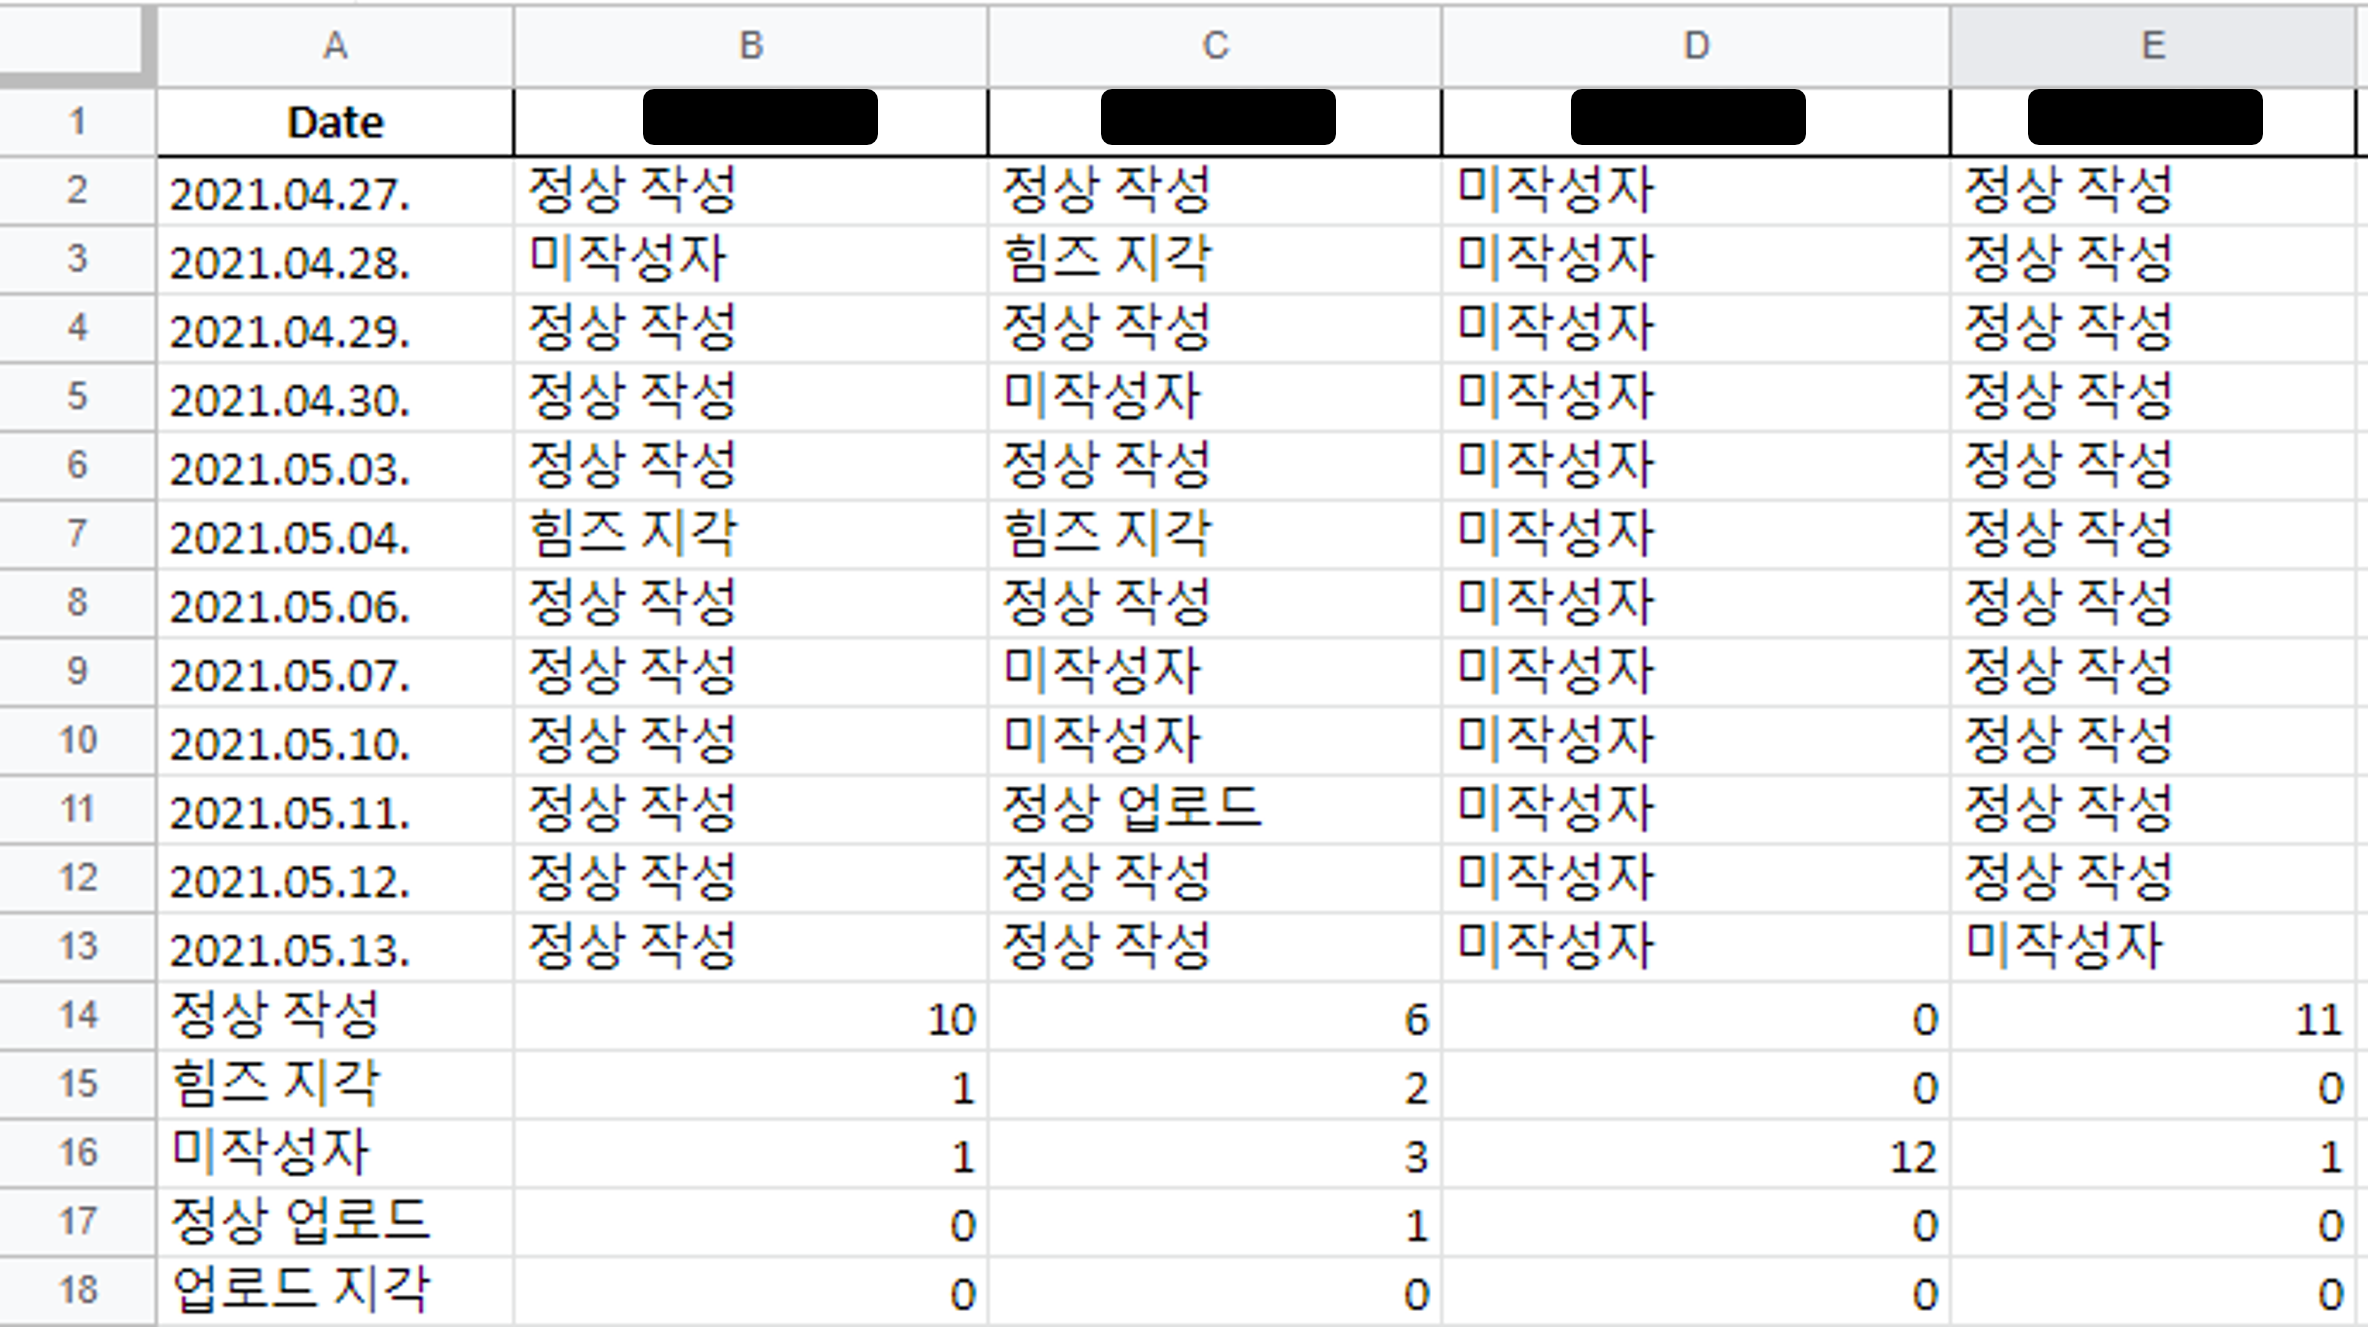 A B C D E
1 Date
2 2021.04.27. 정상 작성 정상 작성 미작성자 정상 작성
3 2021.04.28. 미작성자 힘즈 지각 미작성자 정상 작성
4 2021.04.29. 정상 작성 정상 작성 미작성자 정상 작성
5 2021.04.30. 정상 작성 미작성자 미작성자 정상 작성
6 2021.05.03. 정상 작성 정상 작성 미작성자 정상 작성
7 2021.05.04. 힘즈 지각 힘즈 지각 미작성자 정상 작성
8 2021.05.06. 정상 작성 정상 작성 미작성자 정상 작성
9 2021.05.07. 정상 작성 미작성자 미작성자 정상 작성
10 2021.05.10. 정상 작성 미작성자 미작성자 정상 작성
11 2021.05.11. 정상 작성 정상 업로드 미작성자 정상 작성
12 2021.05.12. 정상 작성 정상 작성 미작성자 정상 작성
13 2021.05.13. 정상 작성 정상 작성 미작성자 미작성자
14 정상 작성 10 6 0 11
15 힘즈 지각 1 2 0 0
16 미작성자 1 3 12 1
17 정상 업로드 0 1 0 0
18 업로드 지각 0 0 0 0